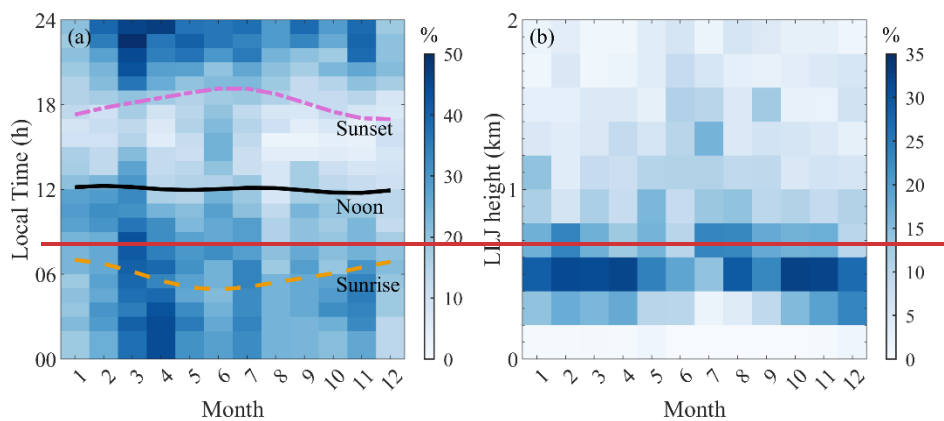 (a)
24
18
12
06
00
Local Time (h)
Sunset
Noon
Sunrise
1 2 3 4 5 6 7 8 9 10 11 12
Month
%
50
40
30
20
10
0
(b)
2
1
0
LLJ height (km)
1 2 3 4 5 6 7 8 9 10 11 12
Month
%
35
30
25
20
15
10
5
0